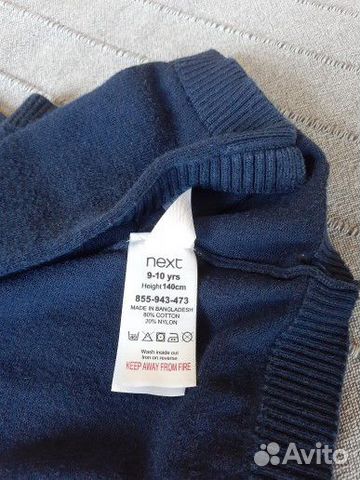 next
9-10 yrs
Height 140cm
855-943-473
MADE IN BANGLADESH
80% COTTON
20% NYLON
Wash inside out
Iron on reverse
KEEP AWAY FROM FIRE
Avito